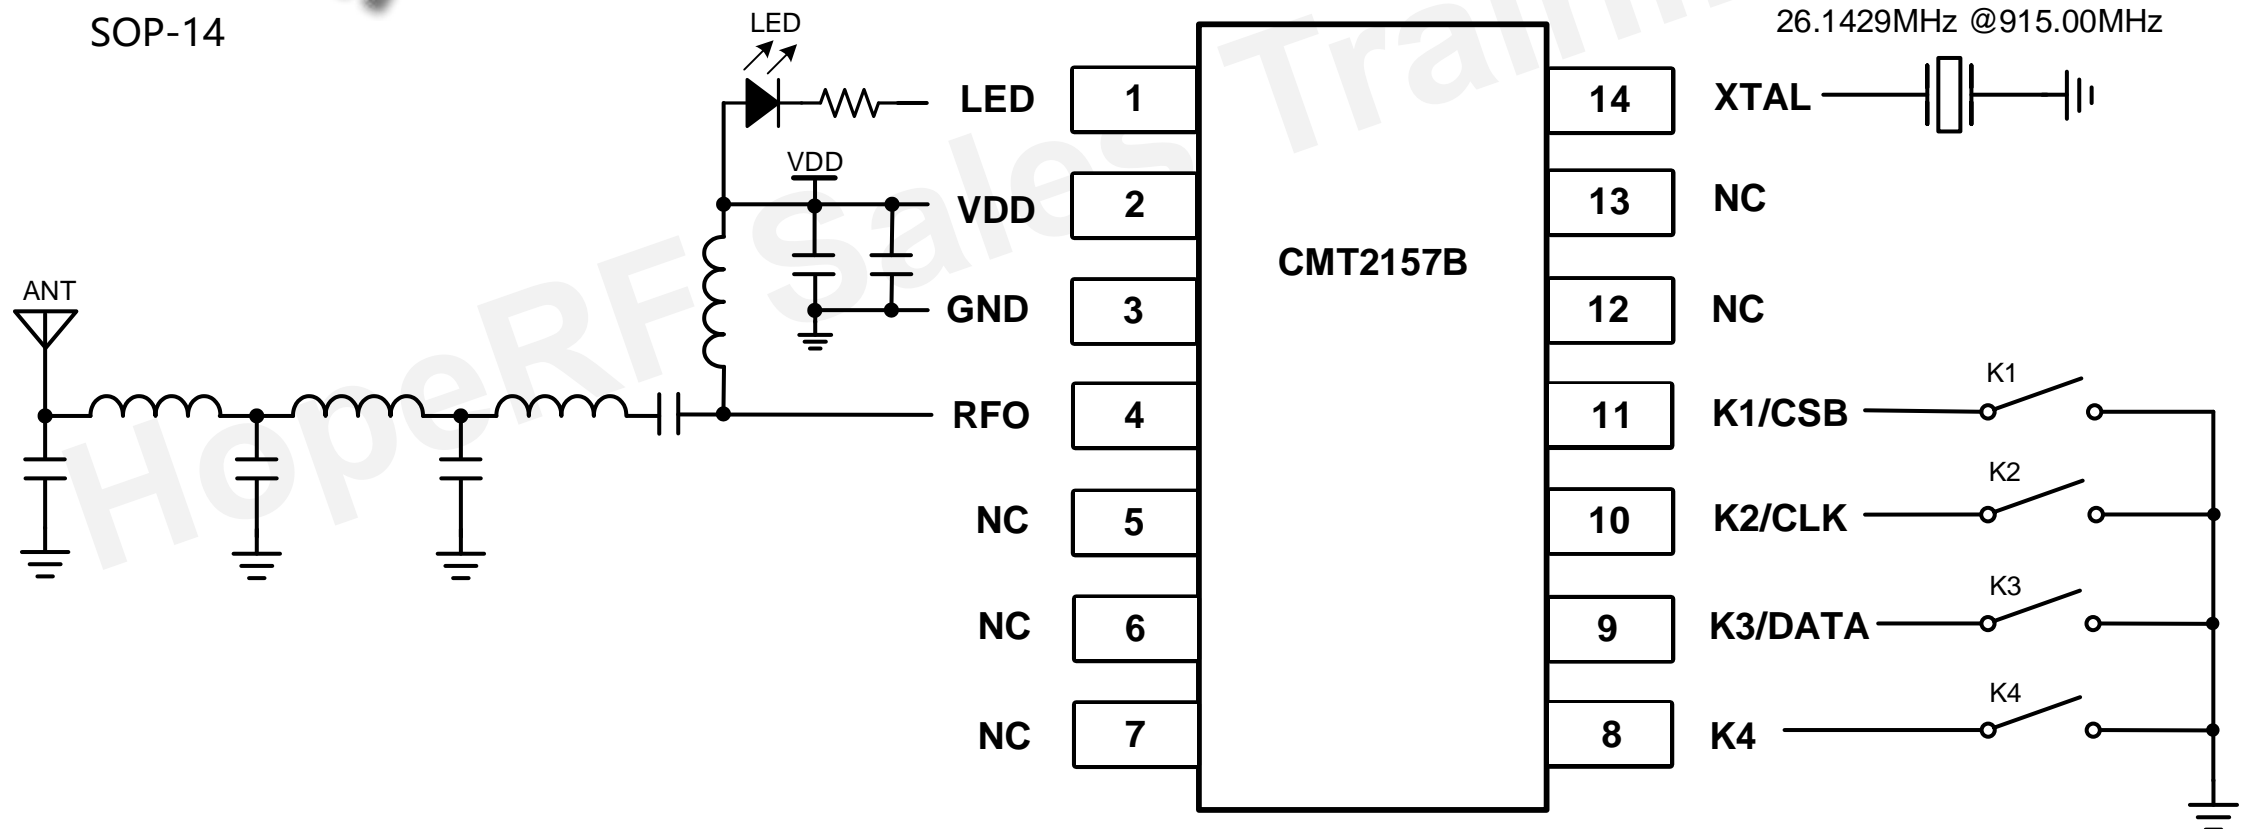 SOP-14
LED
26.1429MHz @915.00MHz
LED
1
14
XTAL
VDD
VDD
2
13
NC
CMT2157B
ANT
GND
3
12
NC
K1
RFO
4
11
K1/CSB
K2
NC
5
10
K2/CLK
K3
NC
6
9
K3/DATA
K4
NC
7
8
K4
HopeRF Sales